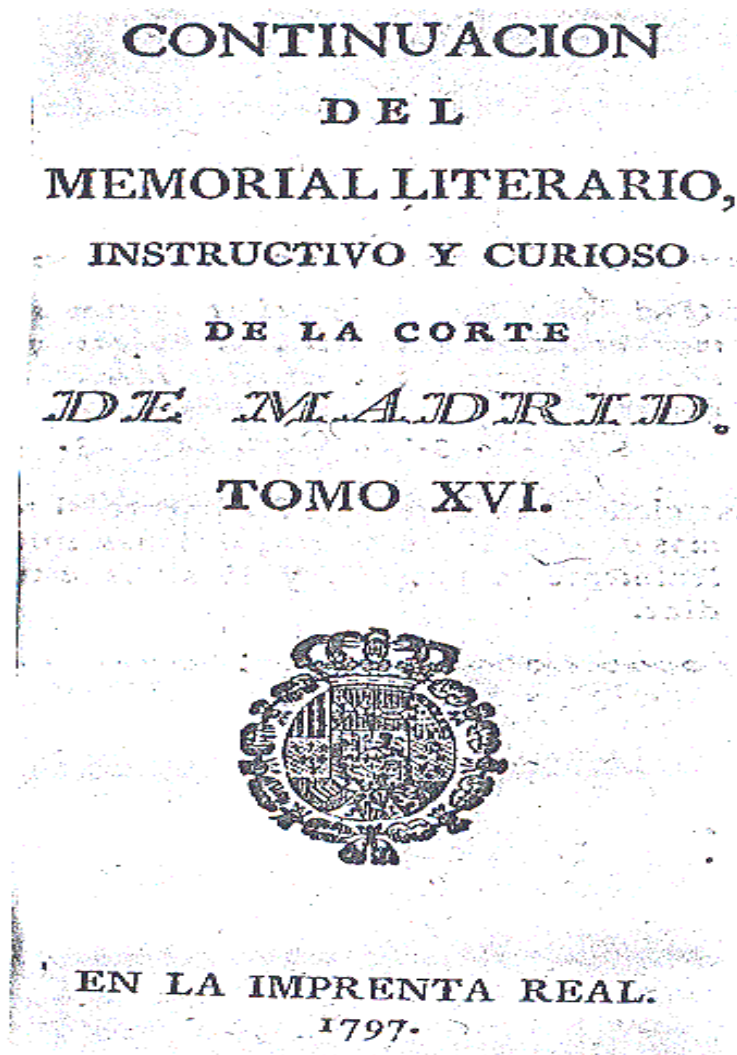 CONTINUACION
DEL
MEMORIAL LITERARIO,
INSTRUCTIVO Y CURIOSO
DE LA CORTE
DE MADRID.
TOMO XVI.
EN LA IMPRENTA REAL.
1797.